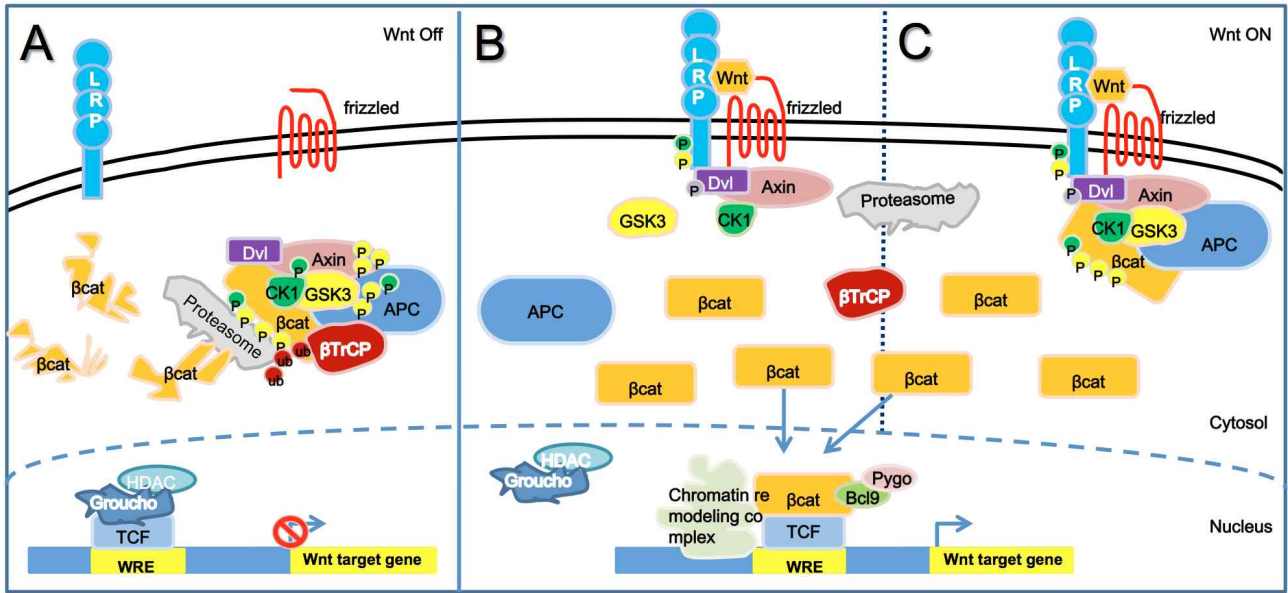 A
Wnt Off
L
R
P
frizzled
βcat
βcat
βcat
Dvl
Axin
P
P
P
P
CK1
GSK3
P
P
P
APC
P
P
P
P
βcat
P
Proteasome
ub
ub
ub
βTrCP
HDAC
Groucho
TCF
WRE
Wnt target gene
B
L
R
P
Wnt
frizzled
P
P
P
Dvl
Axin
GSK3
CK1
Proteasome
APC
βcat
βTrCP
βcat
βcat
βcat
βcat
βcat
C
Wnt ON
L
R
P
Wnt
frizzled
P
P
P
Dvl
Axin
CK1
GSK3
APC
P
P
P
P
βcat
Cytosol
HDAC
Groucho
Chromatin re
modeling co
mplex
βcat
Pygo
Bcl9
TCF
WRE
Wnt target gene
Nucleus